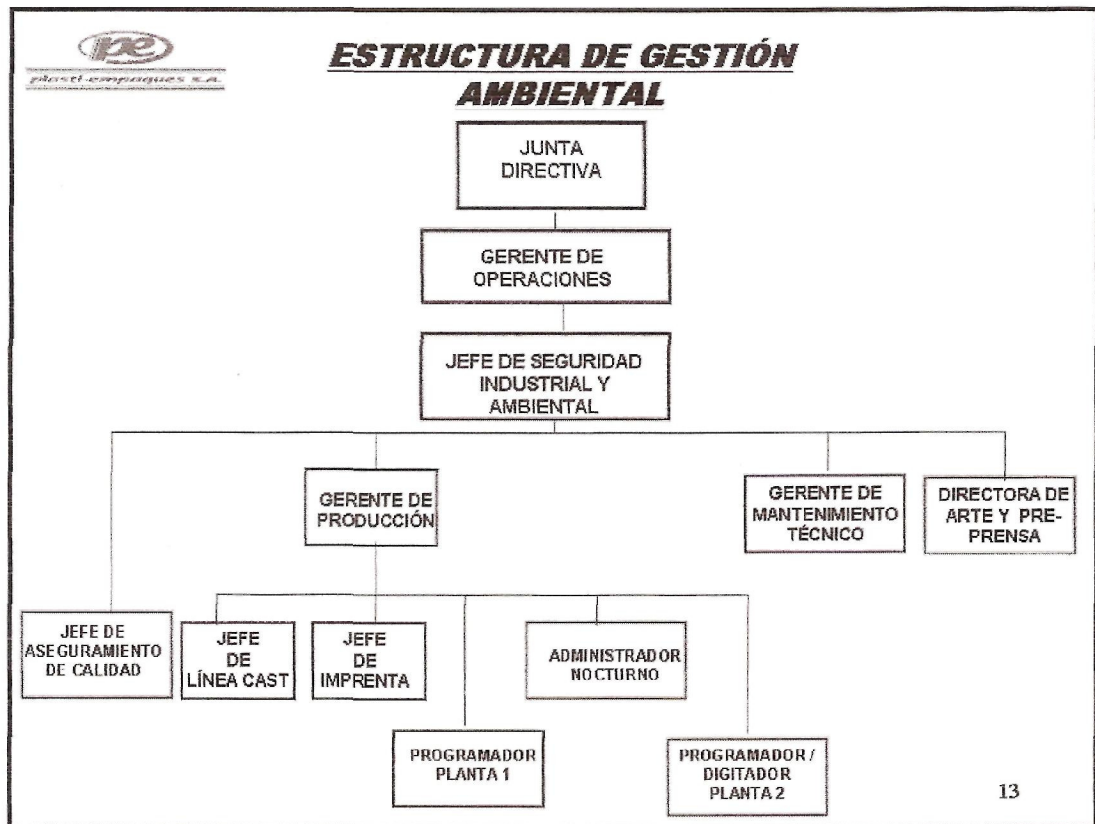 pe
plasti-empaques s.a.
ESTRUCTURA DE GESTIÓN
AMBIENTAL
JUNTA
DIRECTIVA
GERENTE DE
OPERACIONES
JEFE DE SEGURIDAD
INDUSTRIAL Y
AMBIENTAL
GERENTE DE
PRODUCCIÓN
GERENTE DE
MANTENIMIENTO
TÉCNICO
DIRECTORA DE
ARTE Y PRE-
PRENSA
JEFE DE
ASEGURAMIENTO
DE CALIDAD
JEFE
DE
LÍNEA CAST
JEFE
DE
IMPRENTA
ADMINISTRADOR
NOCTURNO
PROGRAMADOR
PLANTA 1
PROGRAMADOR /
DIGITADOR
PLANTA 2
13